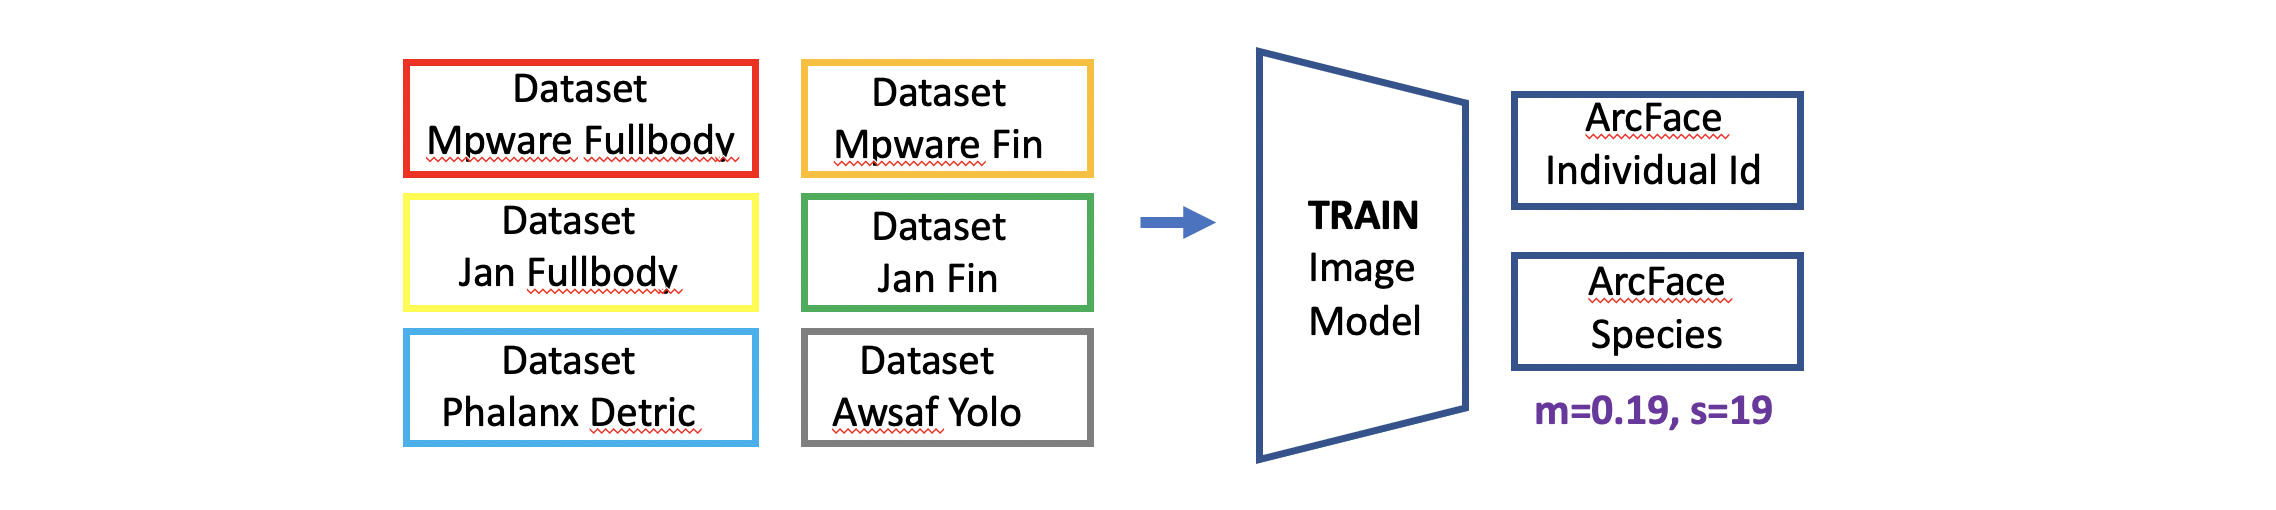 Dataset
Mpware Fullbody
Dataset
Mpware Fin
Dataset
Jan Fullbody
Dataset
Jan Fin
Dataset
Phalanx Detric
Dataset
Awsaf Yolo
TRAIN
Image
Model
ArcFace
Individual Id
ArcFace
Species
m=0.19, s=19